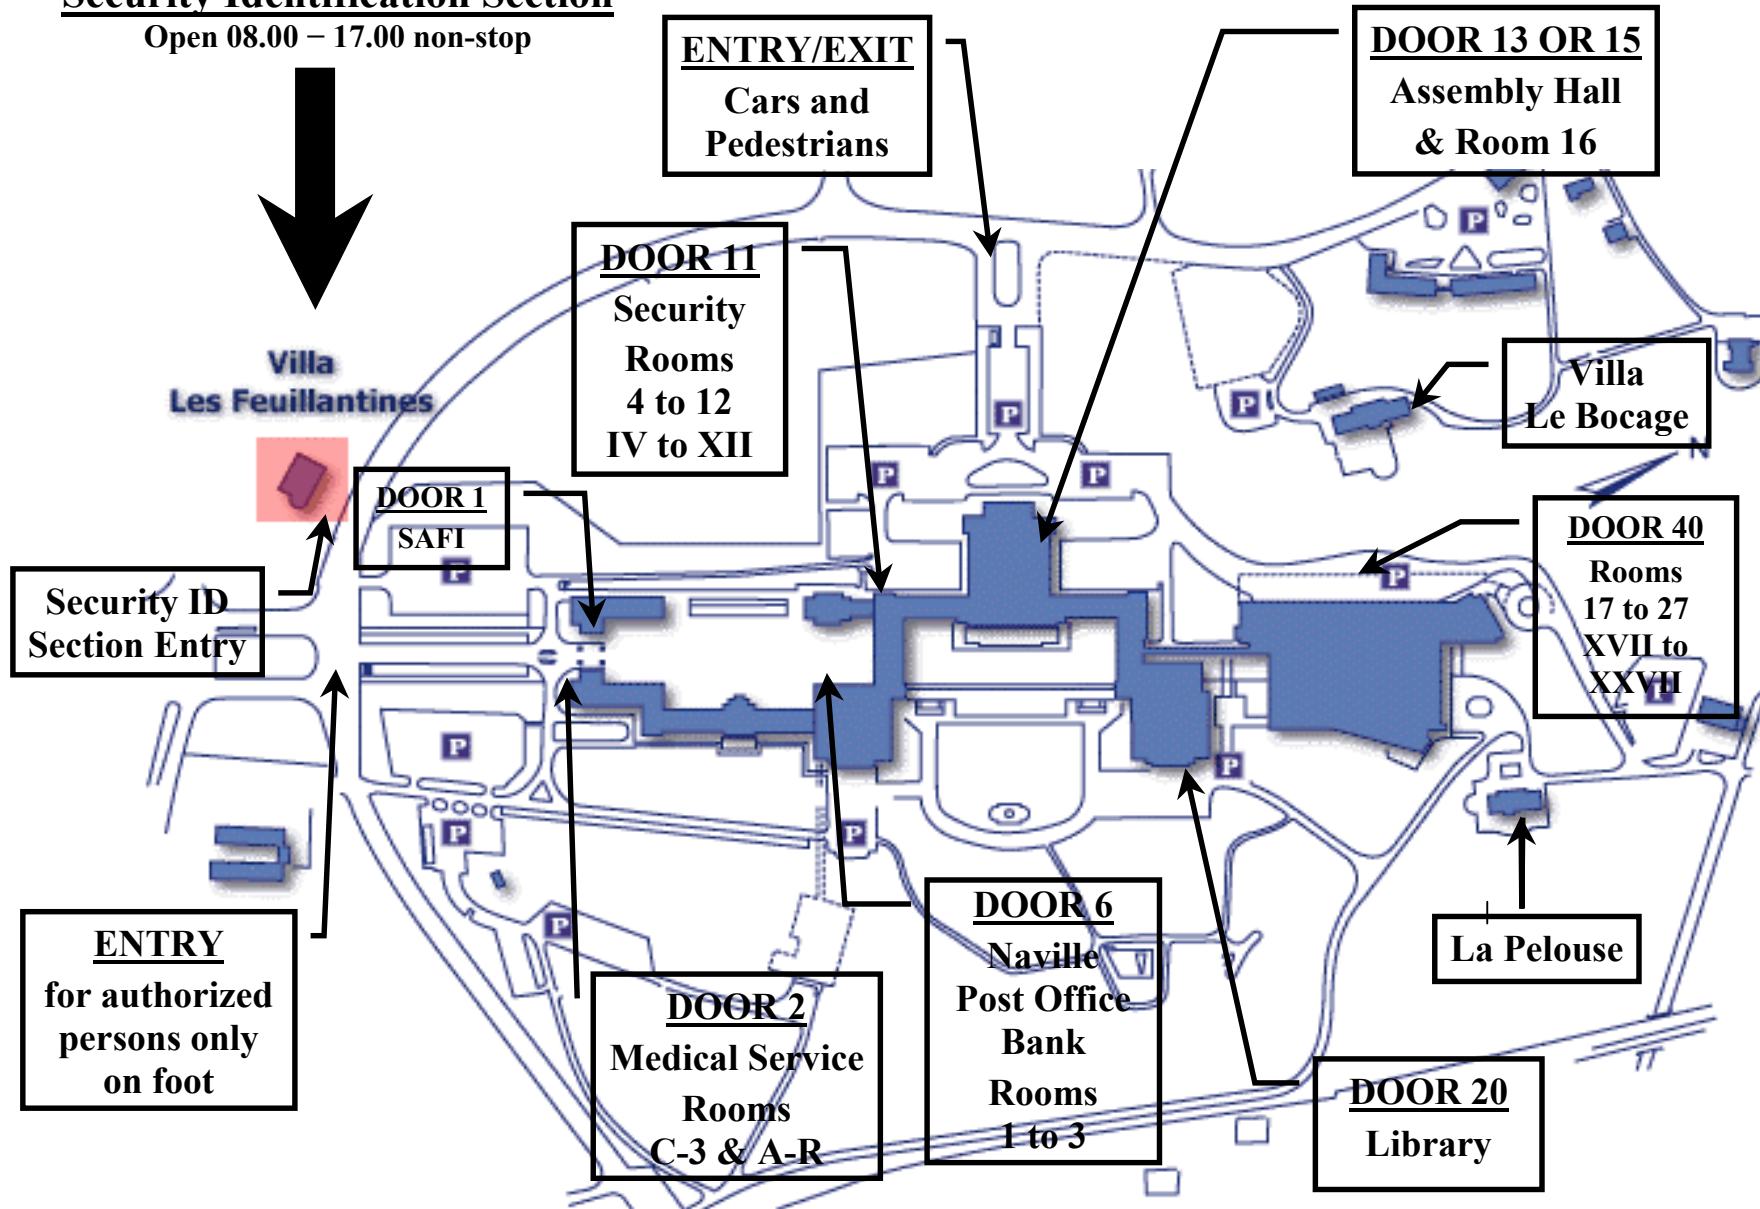 Security Identification Section
Open 08.00 – 17.00 non-stop
ENTRY/EXIT
Cars and
Pedestrians
DOOR 13 OR 15
Assembly Hall
& Room 16
DOOR 11
Security
Rooms
4 to 12
IV to XII
Villa
Les Feuillantines
Villa
Le Bocage
N
DOOR 1
SAFI
DOOR 40
Rooms
17 to 27
XVII to
XXVII
Security ID
Section Entry
ENTRY
for authorized
persons only
on foot
DOOR 2
Medical Service
Rooms
C-3 & A-R
DOOR 6
Naville
Post Office
Bank
Rooms
1 to 3
La Pelouse
DOOR 20
Library
P
P
P
P
P
P
P
P
P
P
P
P
P